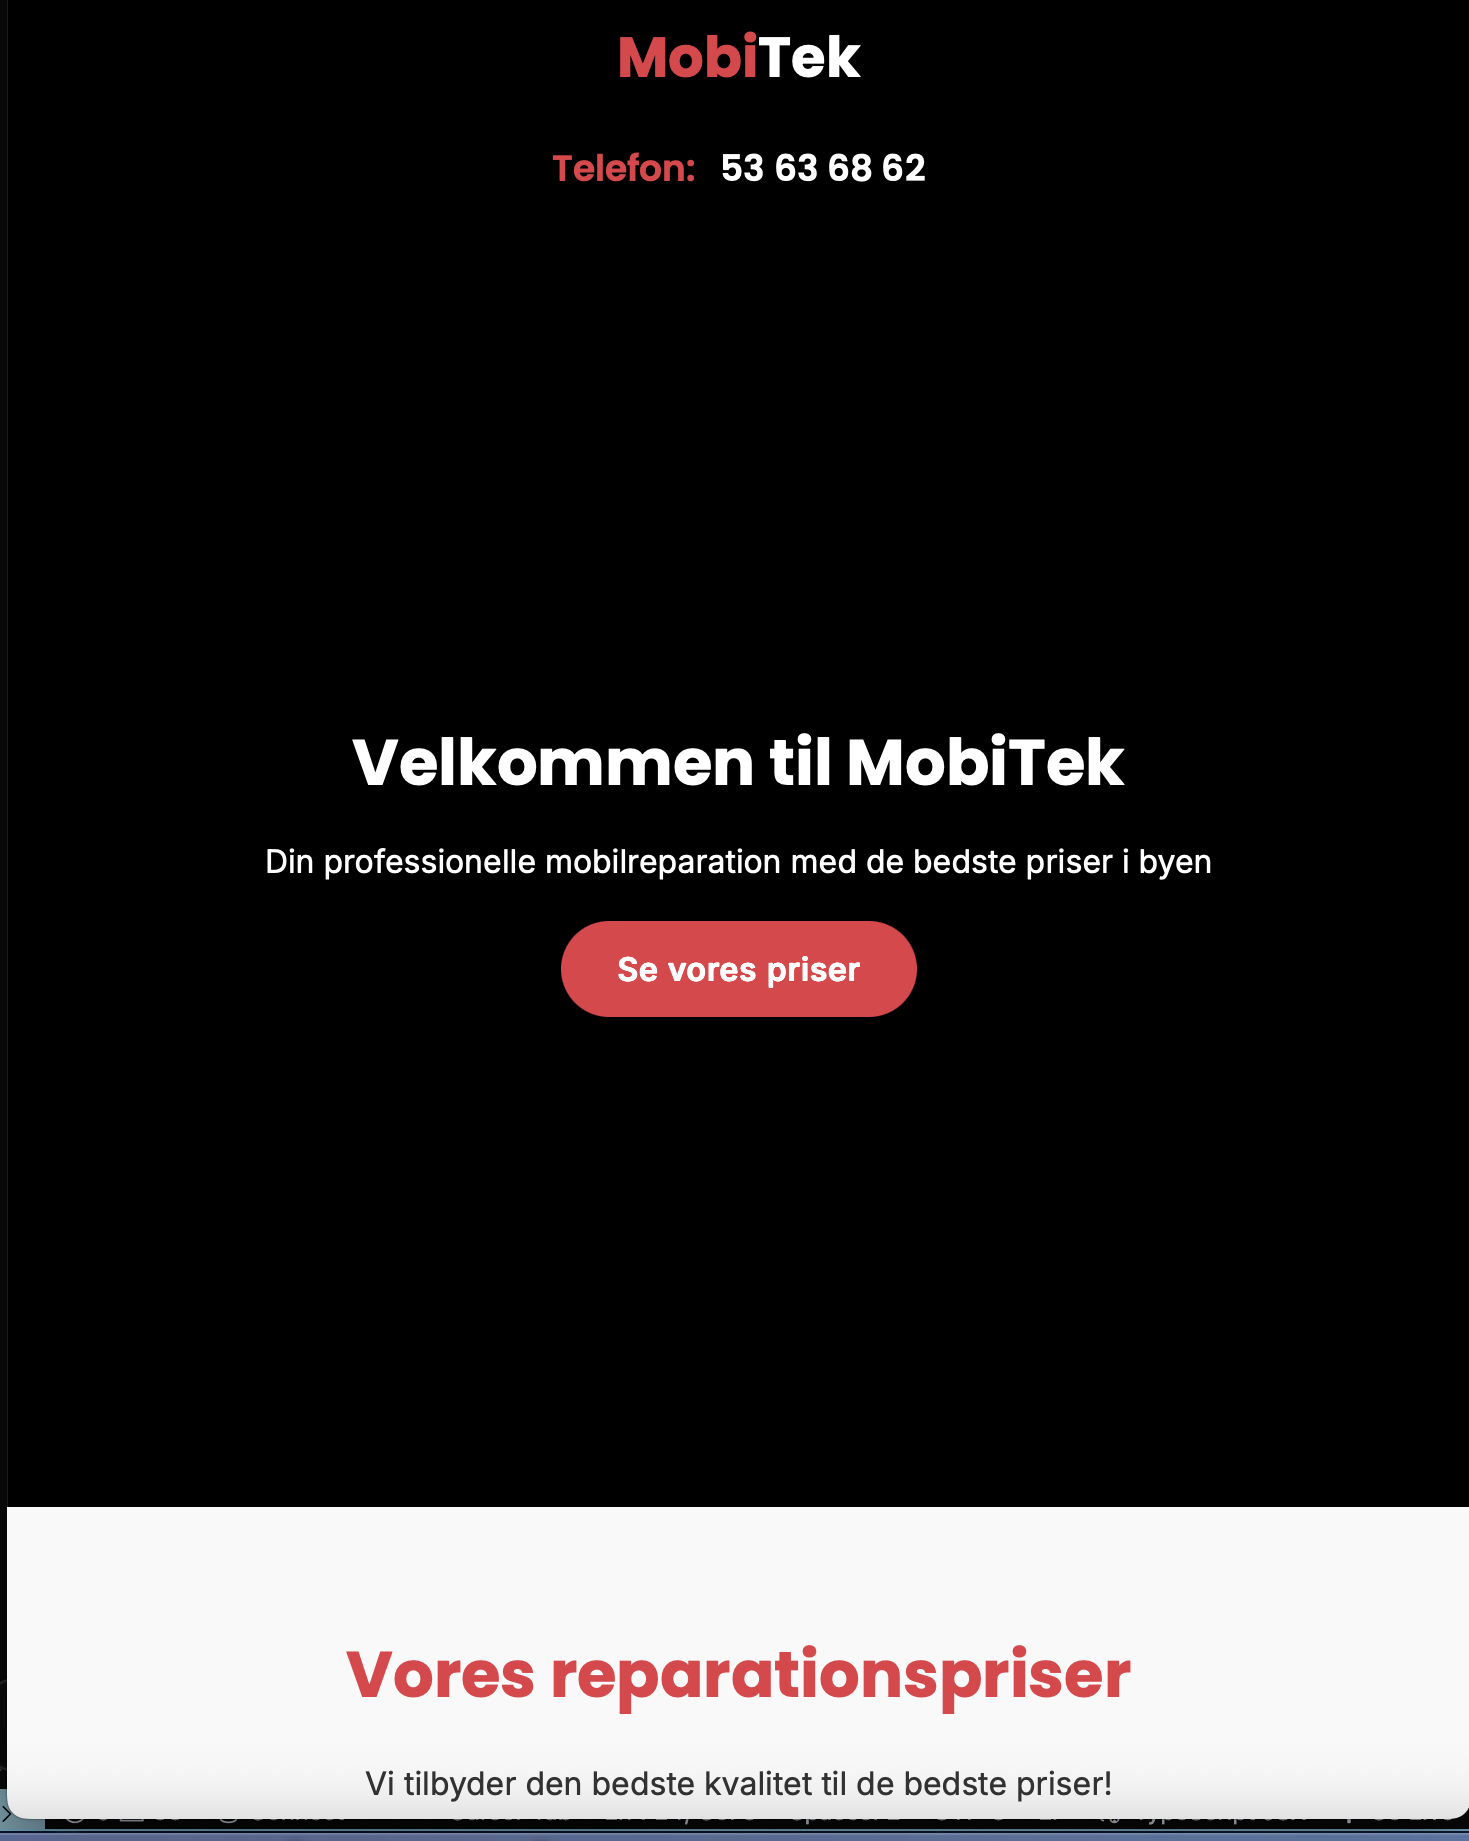 MobiTek
Telefon: 53 63 68 62
Velkommen til MobiTek
Din professionelle mobilreparation med de bedste priser i byen
Se vores priser
Vores reparationspriser
Vi tilbyder den bedste kvalitet til de bedste priser!